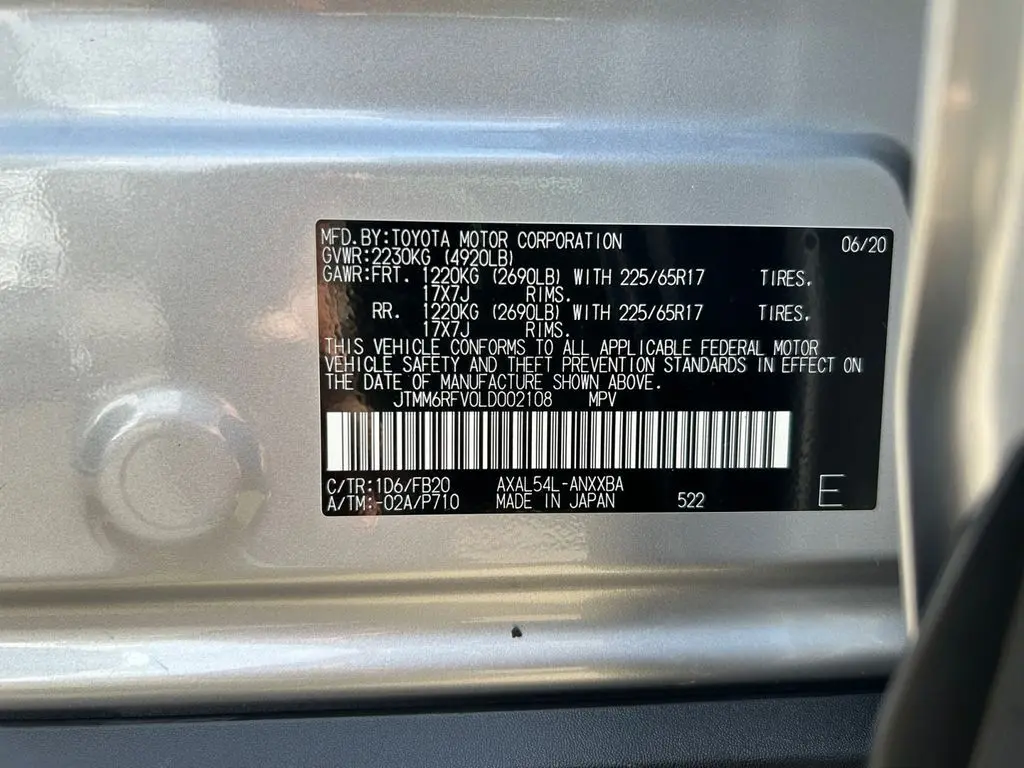 MFD.BY:TOYOTA MOTOR CORPORATION 06/20
GVWR:2230KG (4920LB)
GAWR:FRT. 1220KG (2690LB) WITH 225/65R17 TIRES.
17X7J RIMS.
RR. 1220KG (2690LB) WITH 225/65R17 TIRES.
17X7J RIMS.
THIS VEHICLE CONFORMS TO ALL APPLICABLE FEDERAL MOTOR
VEHICLE SAFETY AND THEFT PREVENTION STANDARDS IN EFFECT ON
THE DATE OF MANUFACTURE SHOWN ABOVE.
JTMM6RFV0LD002108 MPV
C/TR:1D6/FB20 AXAL54L-ANXXBA
A/TM:-02A/P710 MADE IN JAPAN 522 E